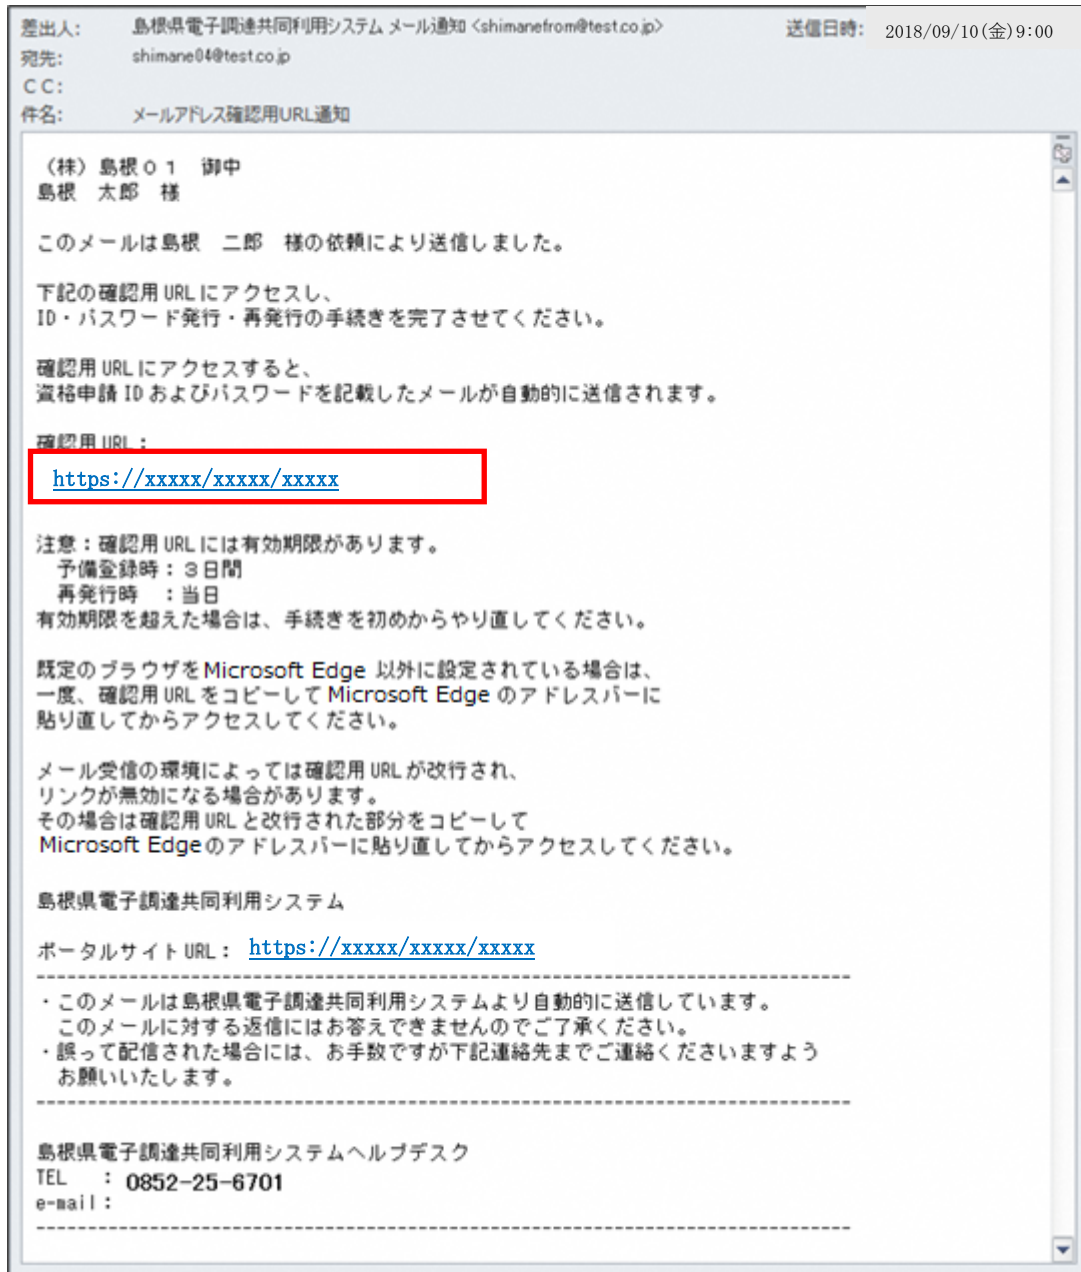 差出人: 島根県電子調達共同利用システム メール通知 <shimanefrom@test.co.jp> 送信日時: 2018/09/10(金)9:00
宛先: shimane04@test.co.jp
CC:
件名: メールアドレス確認用URL通知
（株）島根０１　御中
島根　太郎　様
このメールは島根　二郎　様の依頼により送信しました。
下記の確認用URLにアクセスし、
ID・パスワード発行・再発行の手続きを完了させてください。
確認用URLにアクセスすると、
資格申請IDおよびパスワードを記載したメールが自動的に送信されます。
確認用URL：
https://xxxxx/xxxxx/xxxxx
注意：確認用URLには有効期限があります。
予備登録時：３日間
再発行時　：当日
有効期限を超えた場合は、手続きを初めからやり直してください。
既定のブラウザをMicrosoft Edge 以外に設定されている場合は、
一度、確認用URLをコピーしてMicrosoft Edge のアドレスバーに
貼り直してからアクセスしてください。
メール受信の環境によっては確認用URLが改行され、
リンクが無効になる場合があります。
その場合は確認用URLと改行された部分をコピーして
Microsoft Edgeのアドレスバーに貼り直してからアクセスしてください。
島根県電子調達共同利用システム
ポータルサイトURL： https://xxxxx/xxxxx/xxxxx
-------------------------------------------------------------------------------
・このメールは島根県電子調達共同利用システムより自動的に送信しています。
このメールに対する返信にはお答えできませんのでご了承ください。
・誤って配信された場合には、お手数ですが下記連絡先までご連絡くださいますよう
お願いいたします。
-------------------------------------------------------------------------------
島根県電子調達共同利用システムヘルプデスク
TEL　：0852-25-6701
e-mail：
-------------------------------------------------------------------------------